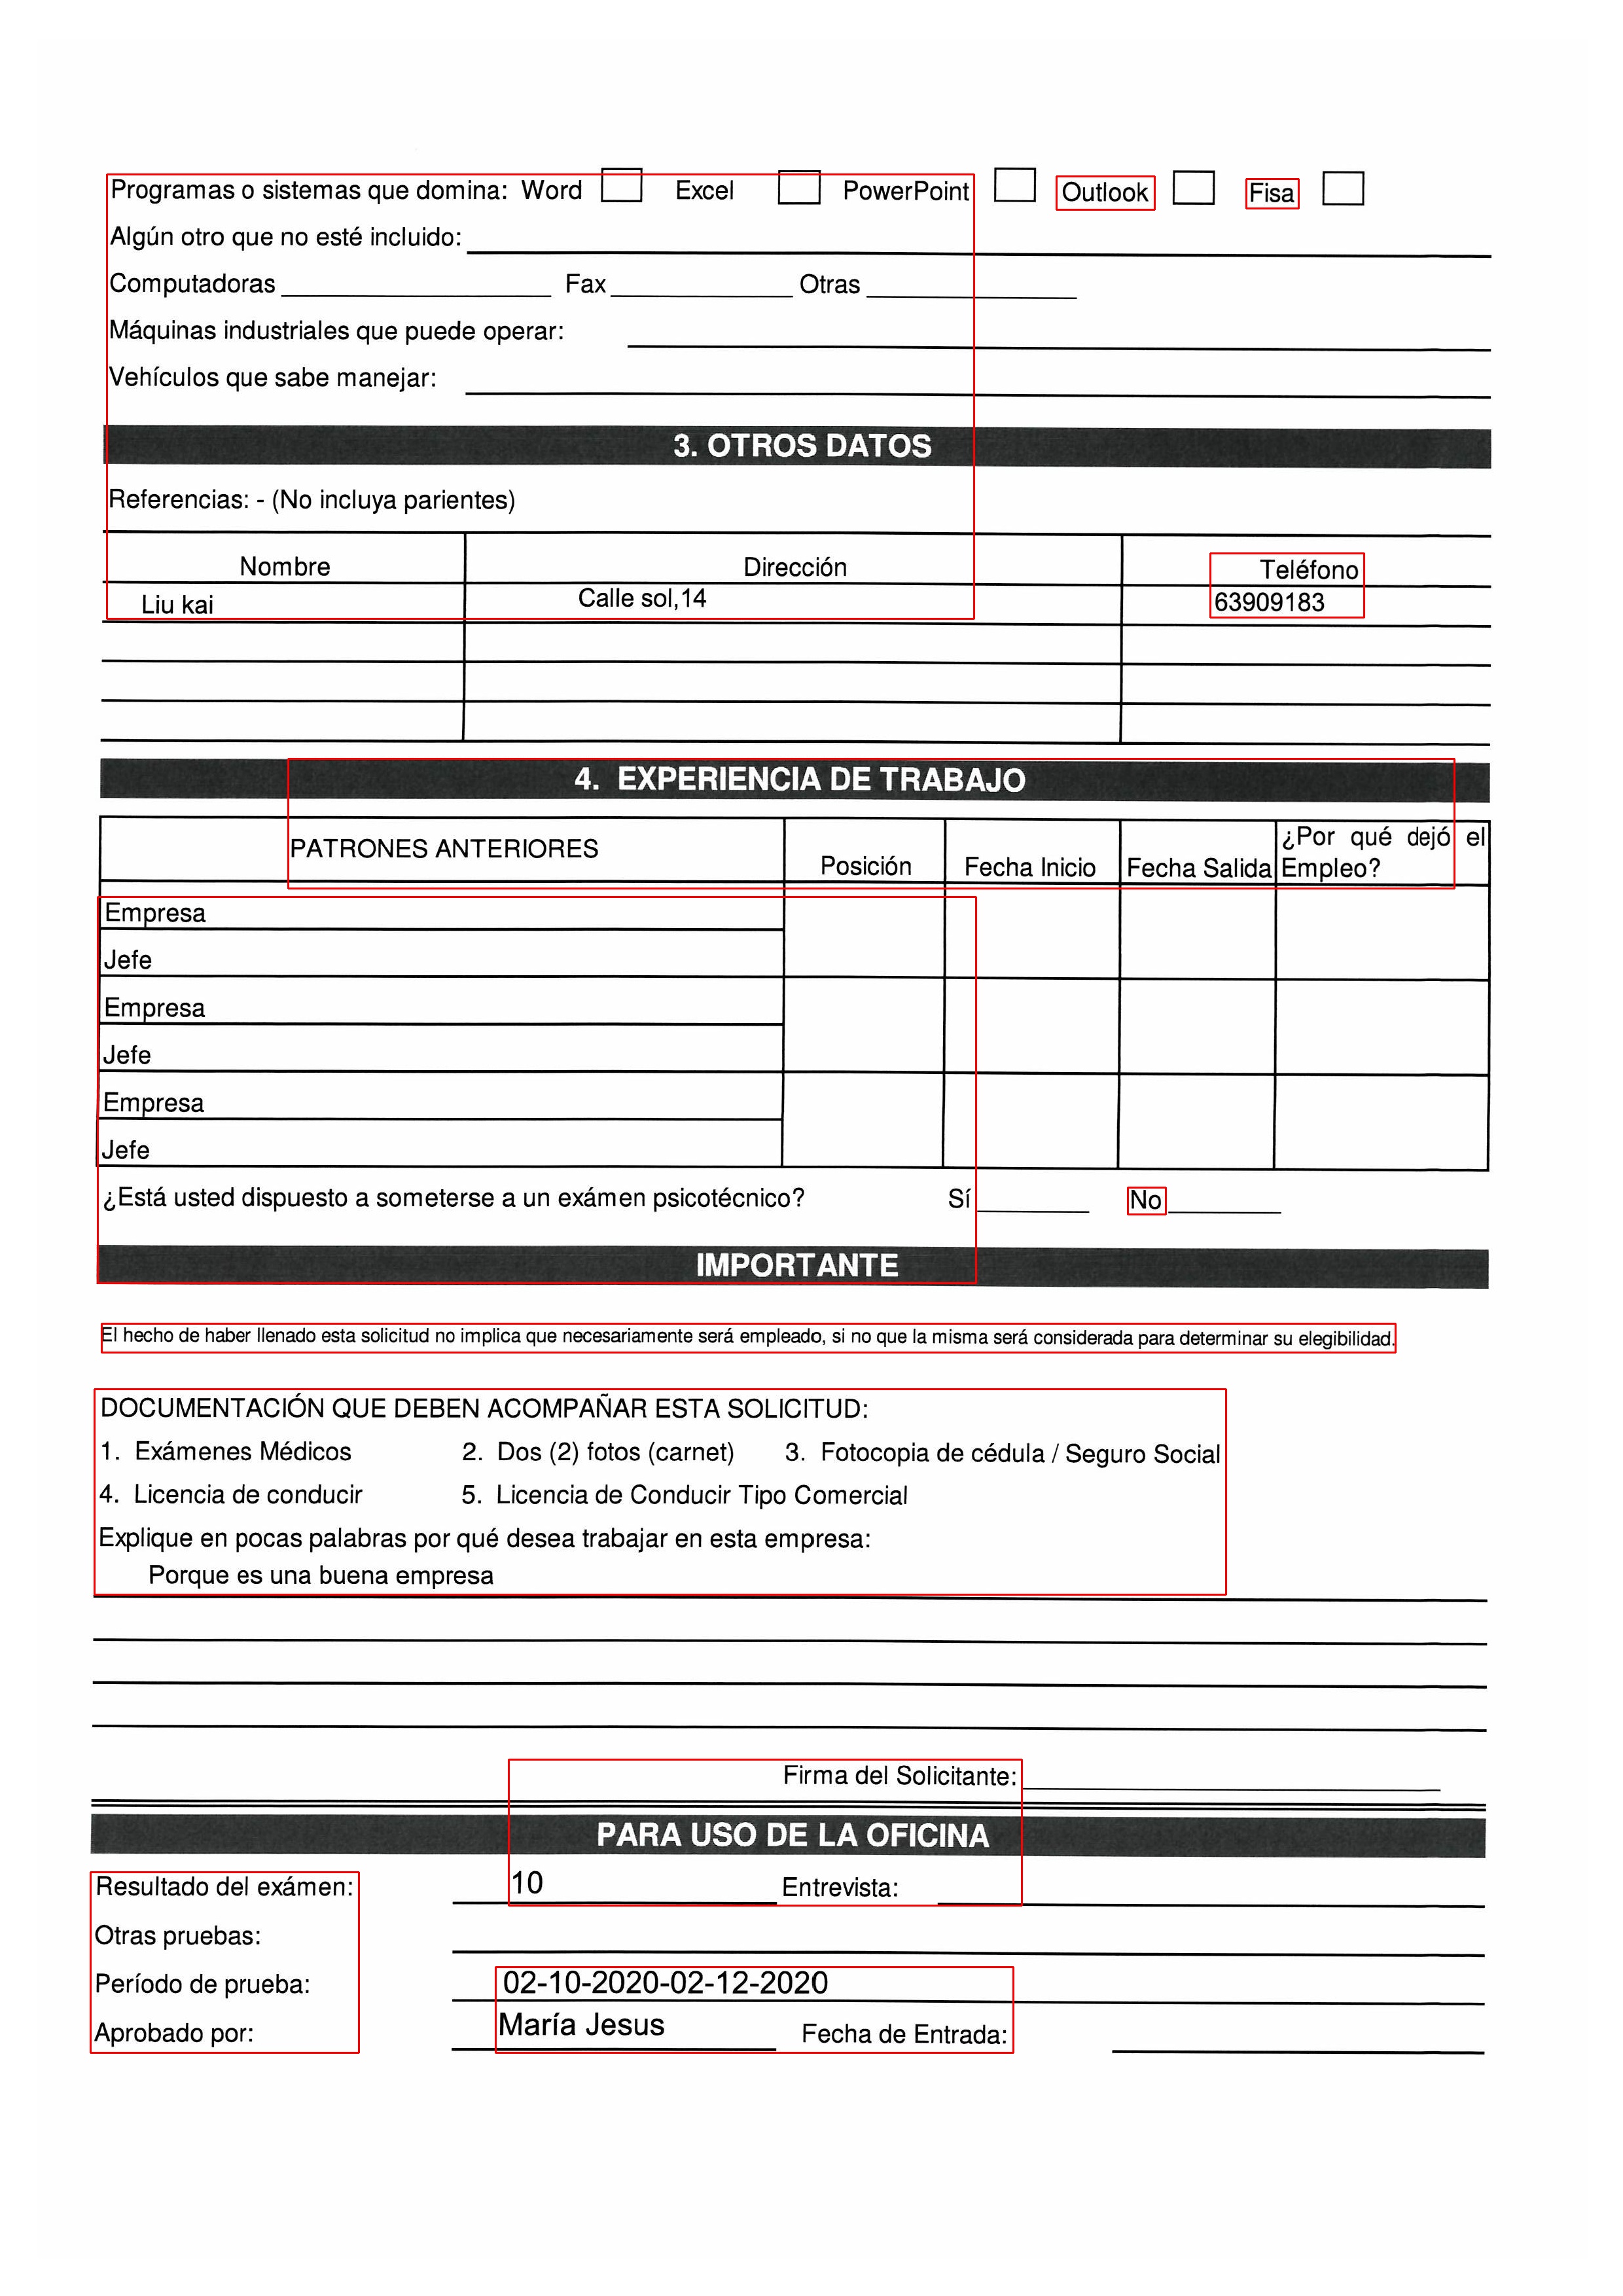 Programas o sistemas que domina: Word Excel PowerPoint Outlook Fisa
Algún otro que no esté incluido:
Computadoras Fax Otras
Máquinas industriales que puede operar:
Vehículos que sabe manejar:
3. OTROS DATOS
Referencias: - (No incluya parientes)
Nombre Dirección Teléfono
Liu kai Calle sol,14 63909183
4. EXPERIENCIA DE TRABAJO
PATRONES ANTERIORES Posición Fecha Inicio Fecha Salida ¿Por qué dejó el
Empleo?
Empresa
Jefe
Empresa
Jefe
Empresa
Jefe
¿Está usted dispuesto a someterse a un exámen psicotécnico? Sí No
IMPORTANTE
El hecho de haber llenado esta solicitud no implica que necesariamente será empleado, si no que la misma será considerada para determinar su elegibilidad.
DOCUMENTACIÓN QUE DEBEN ACOMPAÑAR ESTA SOLICITUD:
1. Exámenes Médicos 2. Dos (2) fotos (carnet) 3. Fotocopia de cédula / Seguro Social
4. Licencia de conducir 5. Licencia de Conducir Tipo Comercial
Explique en pocas palabras por qué desea trabajar en esta empresa:
Porque es una buena empresa
Firma del Solicitante:
PARA USO DE LA OFICINA
Resultado del exámen: 10 Entrevista:
Otras pruebas:
Período de prueba: 02-10-2020-02-12-2020
Aprobado por: María Jesus Fecha de Entrada: